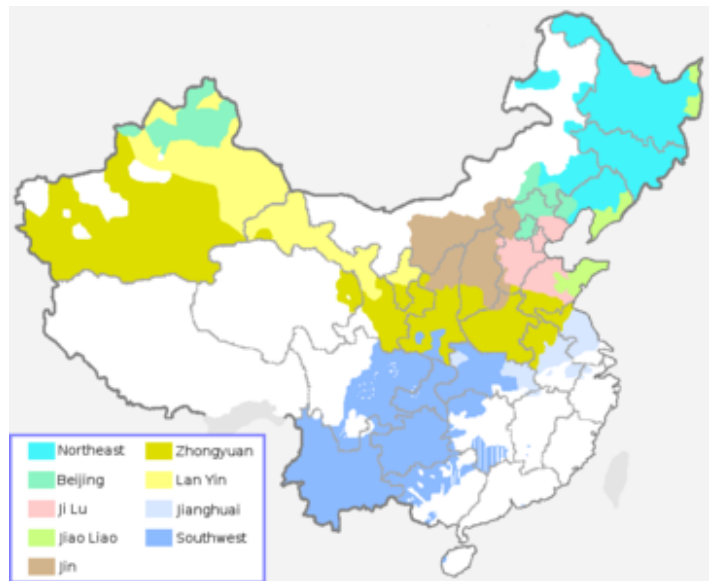 Northeast
Zhongyuan
Beijing
Lan Yin
Ji Lu
Jianghuai
Jiao Liao
Southwest
Jin